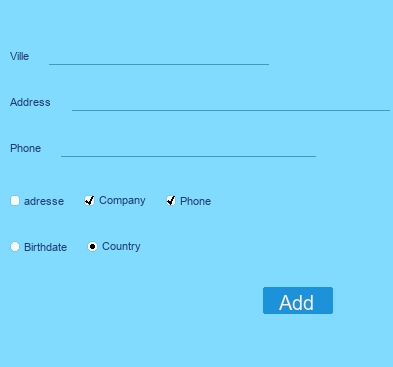 Ville
Address
Phone
adresse Company Phone
Birthdate Country
Add